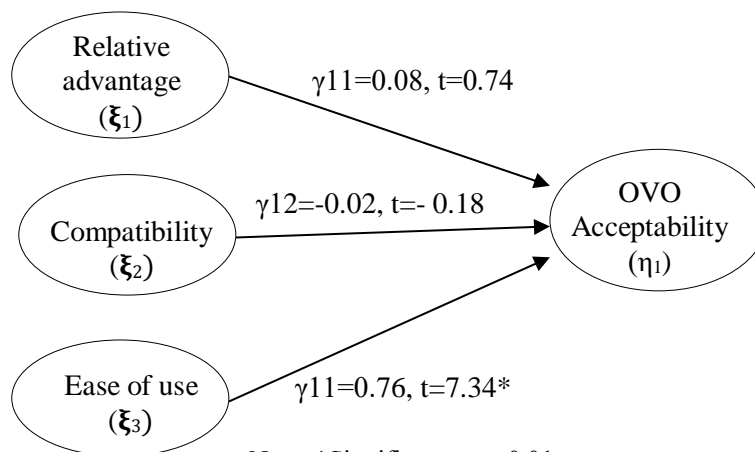 Relative
advantage
(ξ₁)
γ11=0.08, t=0.74
OVO
Acceptability
(η₁)
γ12=-0.02, t=- 0.18
Compatibility
(ξ₂)
Ease of use
(ξ₃)
γ11=0.76, t=7.34*